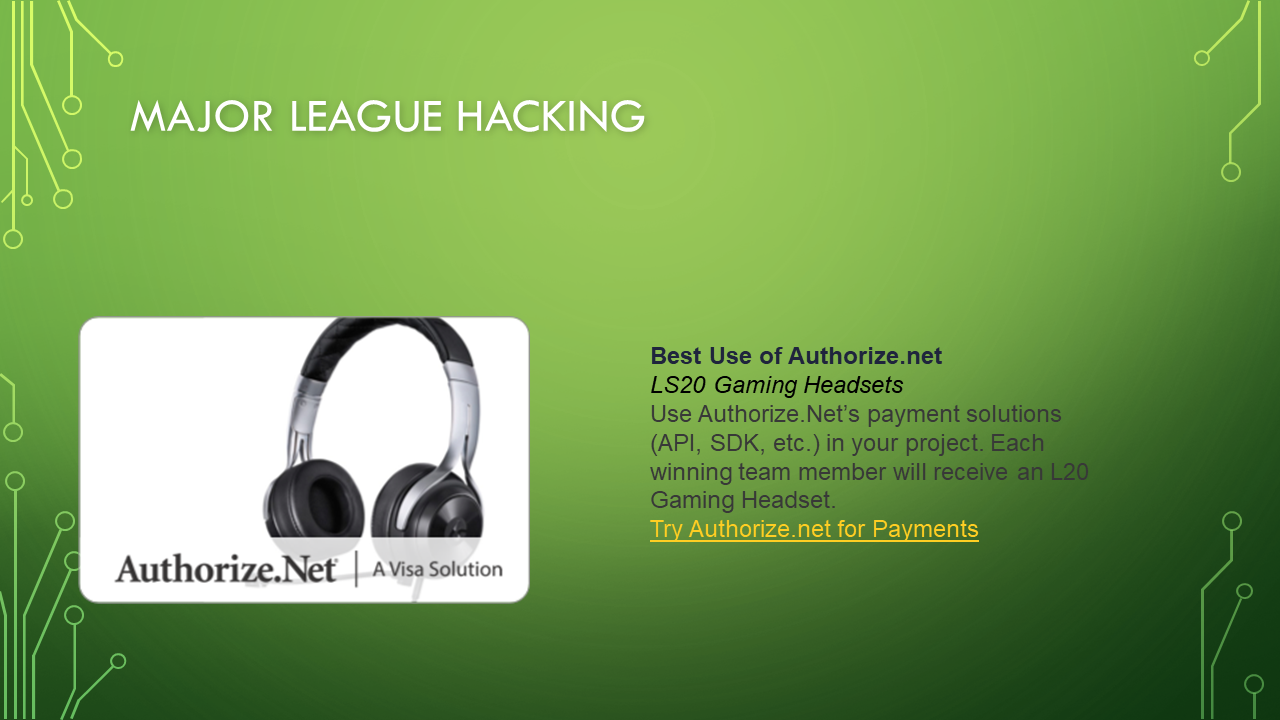 MAJOR LEAGUE HACKING
Best Use of Authorize.net
LS20 Gaming Headsets
Use Authorize.Net’s payment solutions
(API, SDK, etc.) in your project. Each
winning team member will receive an L20
Gaming Headset.
Try Authorize.net for Payments
Authorize.Net® | A Visa Solution